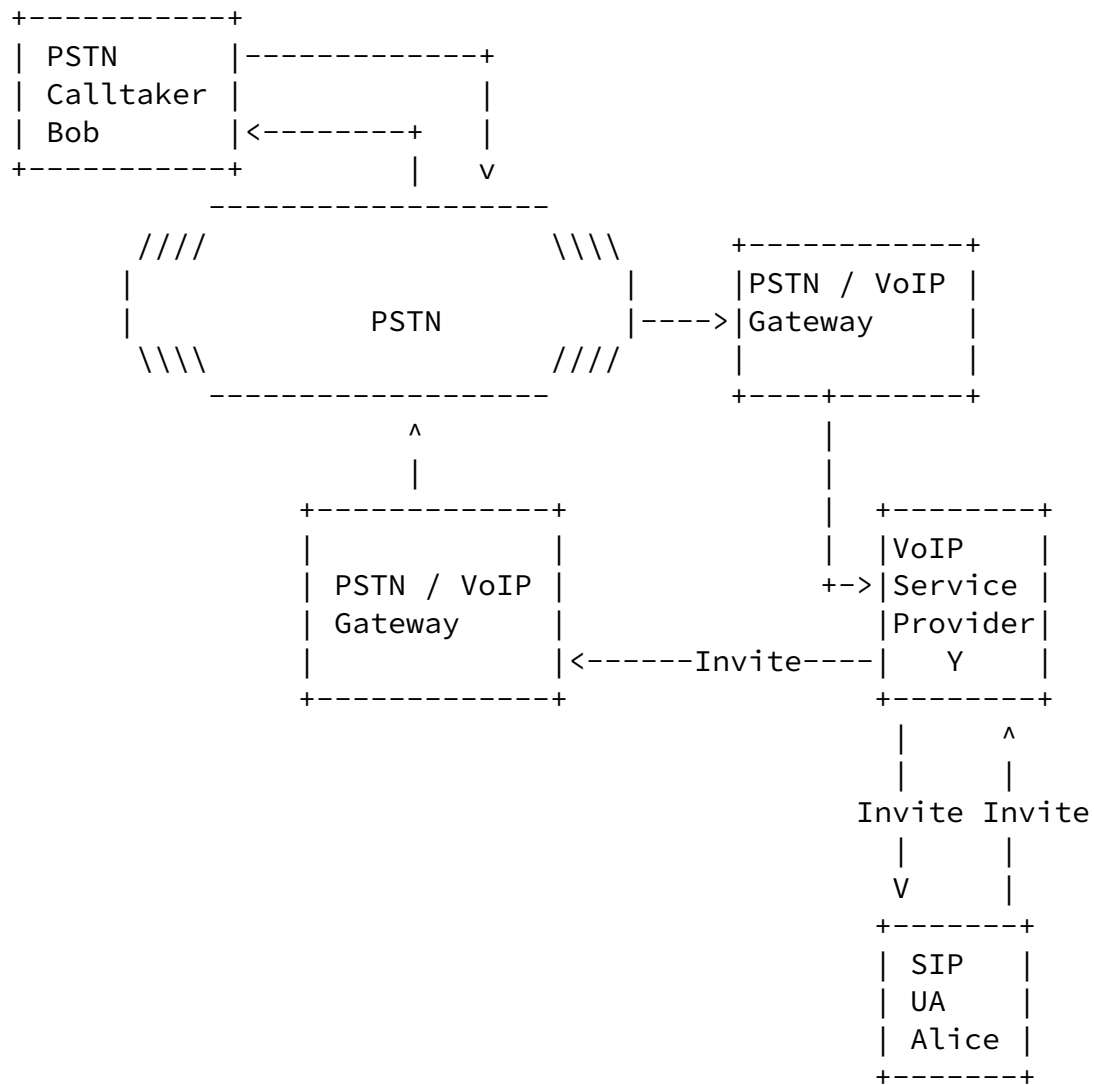 PSTN
Calltaker
Bob
PSTN / VoIP
PSTN
Gateway
VoIP
PSTN / VoIP
Service
Gateway
Provider
Invite
Y
Invite Invite
SIP
UA
Alice